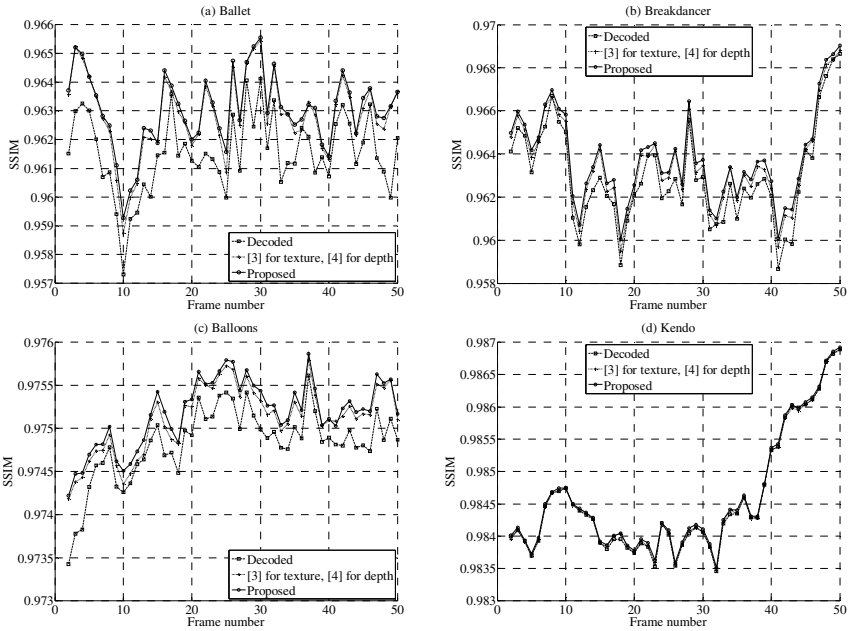 (a) Ballet
0.966
0.965
0.964
0.963
0.962
0.961
0.96
0.959
0.958
0.957
SSIM
0 10 20 30 40 50
Frame number
Decoded
[3] for texture, [4] for depth
Proposed
(b) Breakdancer
0.97
0.968
0.966
0.964
0.962
0.96
0.958
SSIM
0 10 20 30 40 50
Frame number
Decoded
[3] for texture, [4] for depth
Proposed
(c) Balloons
0.976
0.9755
0.975
0.9745
0.974
0.9735
0.973
SSIM
0 10 20 30 40 50
Frame number
Decoded
[3] for texture, [4] for depth
Proposed
(d) Kendo
0.987
0.9865
0.986
0.9855
0.985
0.9845
0.984
0.9835
0.983
SSIM
0 10 20 30 40 50
Frame number
Decoded
[3] for texture, [4] for depth
Proposed